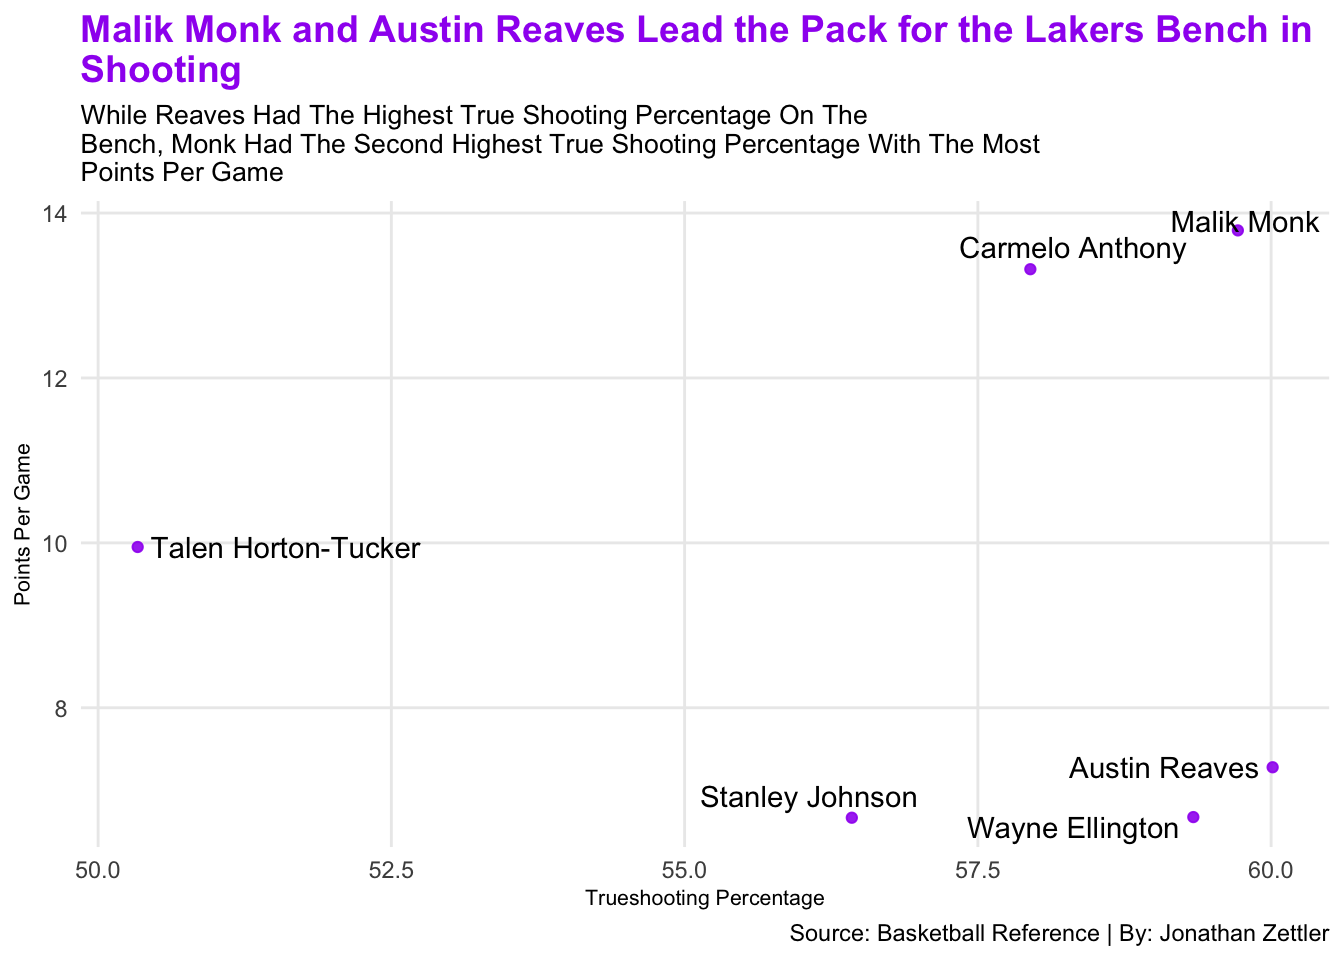 Malik Monk and Austin Reaves Lead the Pack for the Lakers Bench in
Shooting
While Reaves Had The Highest True Shooting Percentage On The
Bench, Monk Had The Second Highest True Shooting Percentage With The Most
Points Per Game
14
Malik Monk
Carmelo Anthony
12
Points Per Game
10
Talen Horton-Tucker
8
Austin Reaves
Stanley Johnson
Wayne Ellington
50.0 52.5 55.0 57.5 60.0
Trueshooting Percentage
Source: Basketball Reference | By: Jonathan Zettler